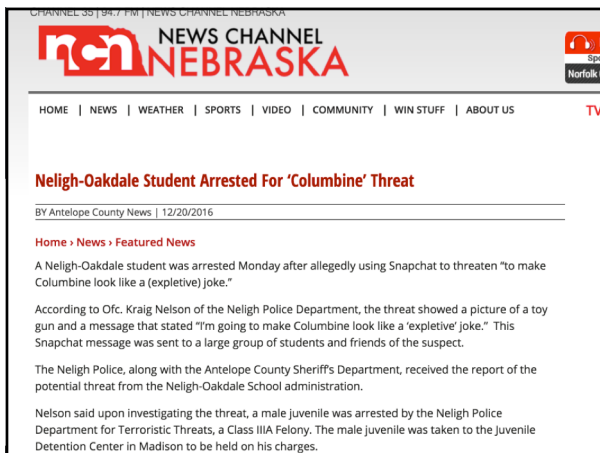 CHANNEL 35 | 94.7 FM | NEWS CHANNEL NEBRASKA
ncn NEWS CHANNEL
NEBRASKA
Norfolk
HOME | NEWS | WEATHER | SPORTS | VIDEO | COMMUNITY | WIN STUFF | ABOUT US
TV
Neligh-Oakdale Student Arrested For ‘Columbine’ Threat
BY Antelope County News | 12/20/2016
Home › News › Featured News
A Neligh-Oakdale student was arrested Monday after allegedly using Snapchat to threaten “to make
Columbine look like a (expletive) joke.”
According to Ofc. Kraig Nelson of the Neligh Police Department, the threat showed a picture of a toy
gun and a message that stated “I’m going to make Columbine look like a ‘expletive’ joke.”  This
Snapchat message was sent to a large group of students and friends of the suspect.
The Neligh Police, along with the Antelope County Sheriff’s Department, received the report of the
potential threat from the Neligh-Oakdale School administration.
Nelson said upon investigating the threat, a male juvenile was arrested by the Neligh Police
Department for Terroristic Threats, a Class IIIA Felony. The male juvenile was taken to the Juvenile
Detention Center in Madison to be held on his charges.